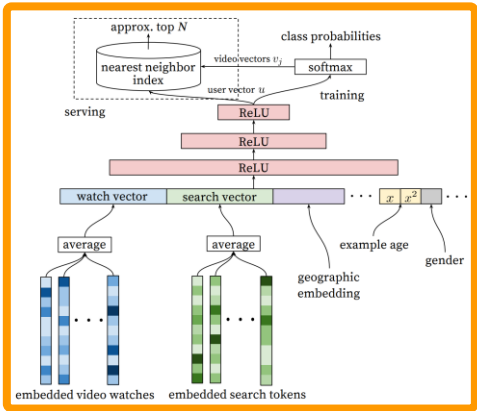 approx. top N
class probabilities
nearest neighbor
index
video vectors v_j
softmax
user vector u
serving
training
ReLU
ReLU
ReLU
watch vector
search vector
x
x²
average
average
example age
gender
geographic
embedding
embedded video watches
embedded search tokens